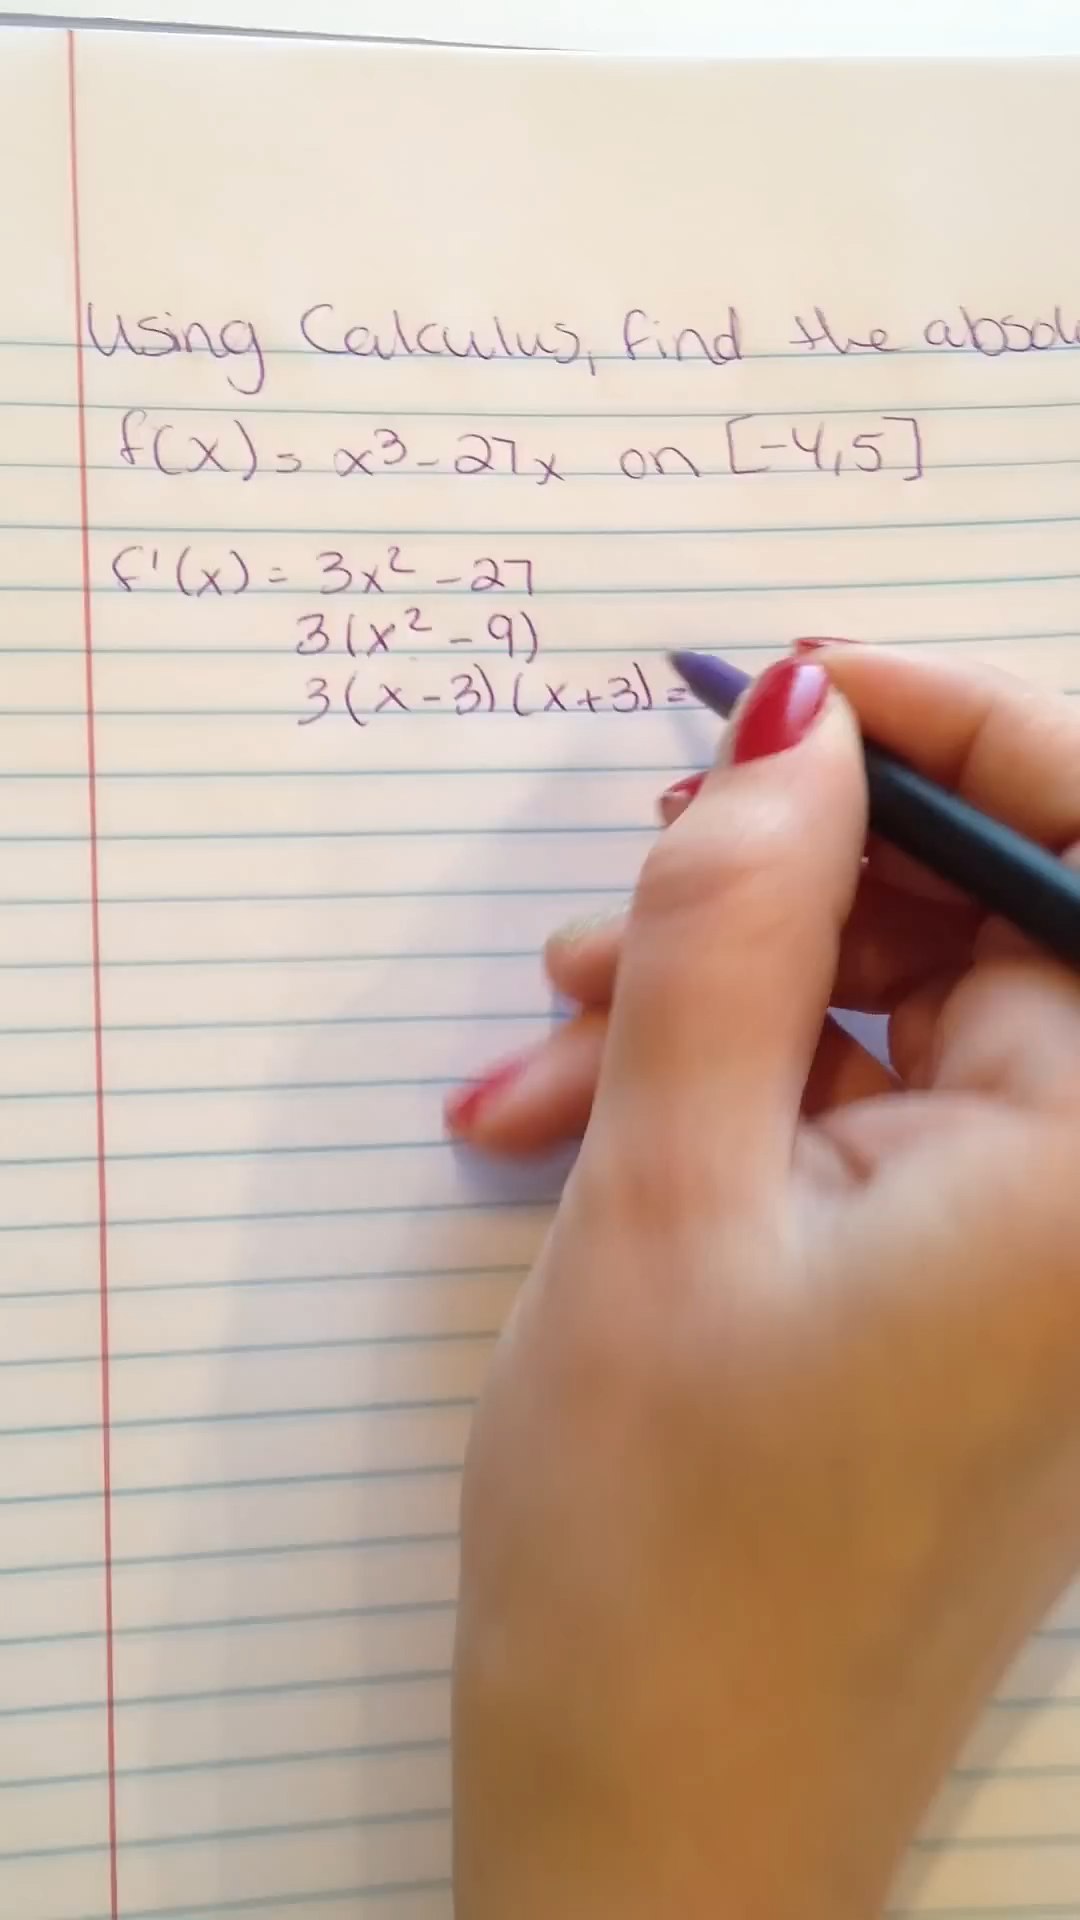 Using Calculus, find the absol
f(x) = x³ - 27x on [-4,5]
f'(x) = 3x² - 27
3(x² - 9)
3(x-3)(x+3) =